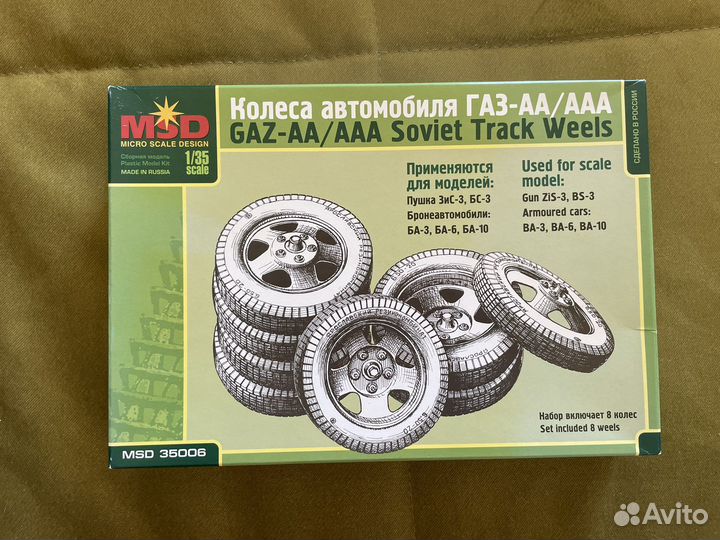 MSD
MICRO SCALE DESIGN
Сборная модель
Plastic Model Kit
MADE IN RUSSIA
1/35
scale
Колеса автомобиля ГАЗ-АА/ААА
GAZ-AA/AAA Soviet Track Weels
СДЕЛАНО В РОССИИ
Применяются
для моделей:
Пушка ЗиС-3, БС-3
Бронеавтомобили:
БА-3, БА-6, БА-10
Used for scale
model:
Gun ZiS-3, BS-3
Armoured cars:
BA-3, BA-6, BA-10
Набор включает 8 колес
Set included 8 weels
MSD 35006
Avito